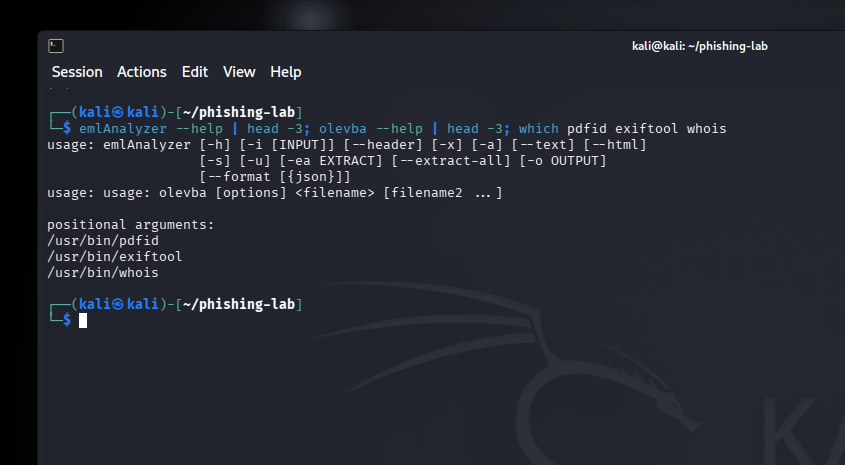 kali@kali: ~/phishing-lab
Session Actions Edit View Help
┌──(kali㉿kali)-[~/phishing-lab]
└─$ emlAnalyzer --help | head -3; olevba --help | head -3; which pdfid exiftool whois
usage: emlAnalyzer [-h] [-i [INPUT]] [--header] [-x] [-a] [--text] [--html]
                   [-s] [-u] [-ea EXTRACT] [--extract-all] [-o OUTPUT]
                   [--format [{json}]]
usage: usage: olevba [options] <filename> [filename2 ...]

positional arguments:
/usr/bin/pdfid
/usr/bin/exiftool
/usr/bin/whois

┌──(kali㉿kali)-[~/phishing-lab]
└─$